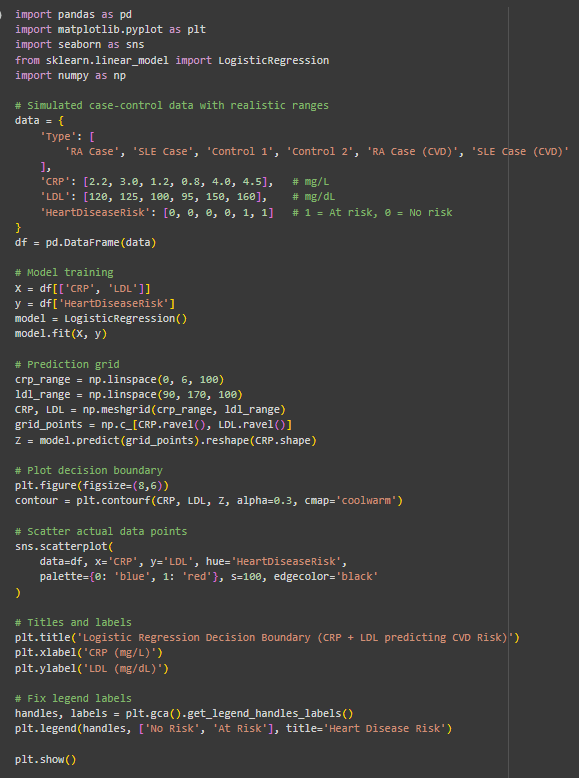 import pandas as pd
import matplotlib.pyplot as plt
import seaborn as sns
from sklearn.linear_model import LogisticRegression
import numpy as np
# Simulated case-control data with realistic ranges
data = {
    'Type': [
        'RA Case', 'SLE Case', 'Control 1', 'Control 2', 'RA Case (CVD)', 'SLE Case (CVD)'
    ],
    'CRP': [2.2, 3.0, 1.2, 0.8, 4.0, 4.5],   # mg/L
    'LDL': [120, 125, 100, 95, 150, 160],    # mg/dL
    'HeartDiseaseRisk': [0, 0, 0, 0, 1, 1]   # 1 = At risk, 0 = No risk
}
df = pd.DataFrame(data)
# Model training
X = df[['CRP', 'LDL']]
y = df['HeartDiseaseRisk']
model = LogisticRegression()
model.fit(X, y)
# Prediction grid
crp_range = np.linspace(0, 6, 100)
ldl_range = np.linspace(90, 170, 100)
CRP, LDL = np.meshgrid(crp_range, ldl_range)
grid_points = np.c_[CRP.ravel(), LDL.ravel()]
Z = model.predict(grid_points).reshape(CRP.shape)
# Plot decision boundary
plt.figure(figsize=(8,6))
contour = plt.contourf(CRP, LDL, Z, alpha=0.3, cmap='coolwarm')
# Scatter actual data points
sns.scatterplot(
    data=df, x='CRP', y='LDL', hue='HeartDiseaseRisk',
    palette={0: 'blue', 1: 'red'}, s=100, edgecolor='black'
)
# Titles and labels
plt.title('Logistic Regression Decision Boundary (CRP + LDL predicting CVD Risk)')
plt.xlabel('CRP (mg/L)')
plt.ylabel('LDL (mg/dL)')
# Fix legend labels
handles, labels = plt.gca().get_legend_handles_labels()
plt.legend(handles, ['No Risk', 'At Risk'], title='Heart Disease Risk')
plt.show()